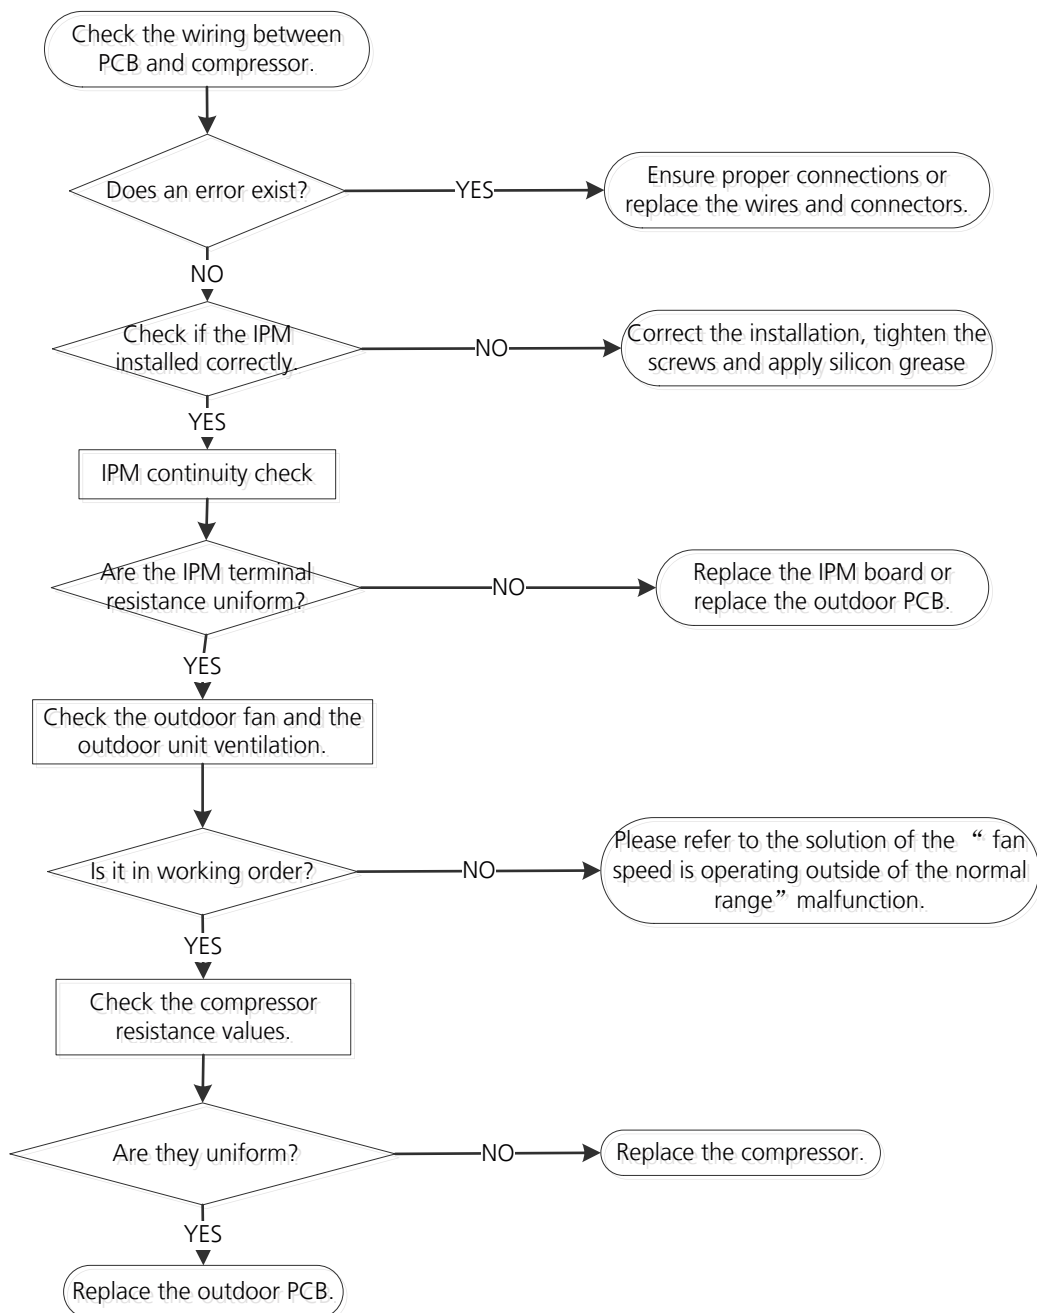 Check the wiring between
PCB and compressor.
Does an error exist?
YES
Ensure proper connections or
replace the wires and connectors.
NO
Check if the IPM
installed correctly.
NO
Correct the installation, tighten the
screws and apply silicon grease
YES
IPM continuity check
Are the IPM terminal
resistance uniform?
NO
Replace the IPM board or
replace the outdoor PCB.
YES
Check the outdoor fan and the
outdoor unit ventilation.
Is it in working order?
NO
Please refer to the solution of the “ fan
speed is operating outside of the normal
range” malfunction.
YES
Check the compressor
resistance values.
Are they uniform?
NO
Replace the compressor.
YES
Replace the outdoor PCB.